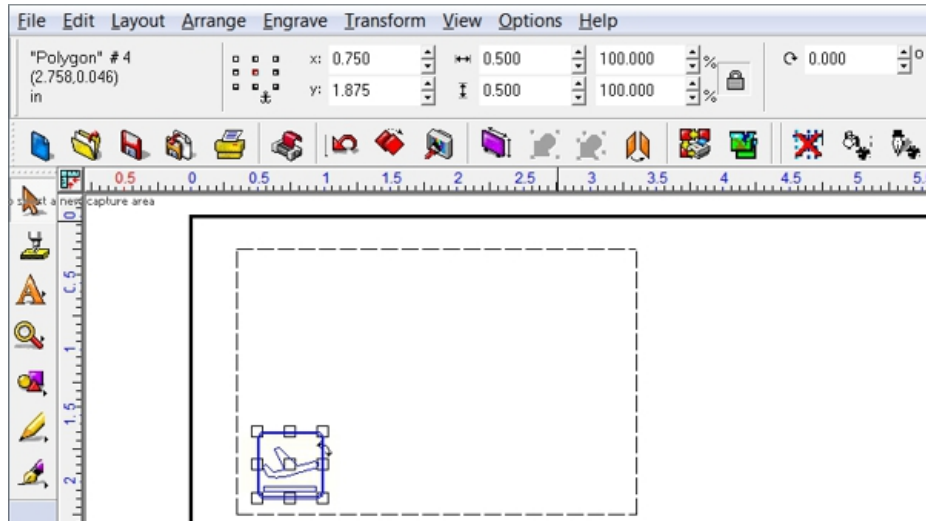 File Edit Layout Arrange Engrave Transform View Options Help
"Polygon" # 4
(2.758,0.046)
in
x: 0.750
y: 1.875
0.500
0.500
100.000 %
100.000 %
0.000 °
0.5 0 0.5 1 1.5 2 2.5 3 3.5 4 4.5 5 5.5
a new capture area
0
0.5
1
1.5
2